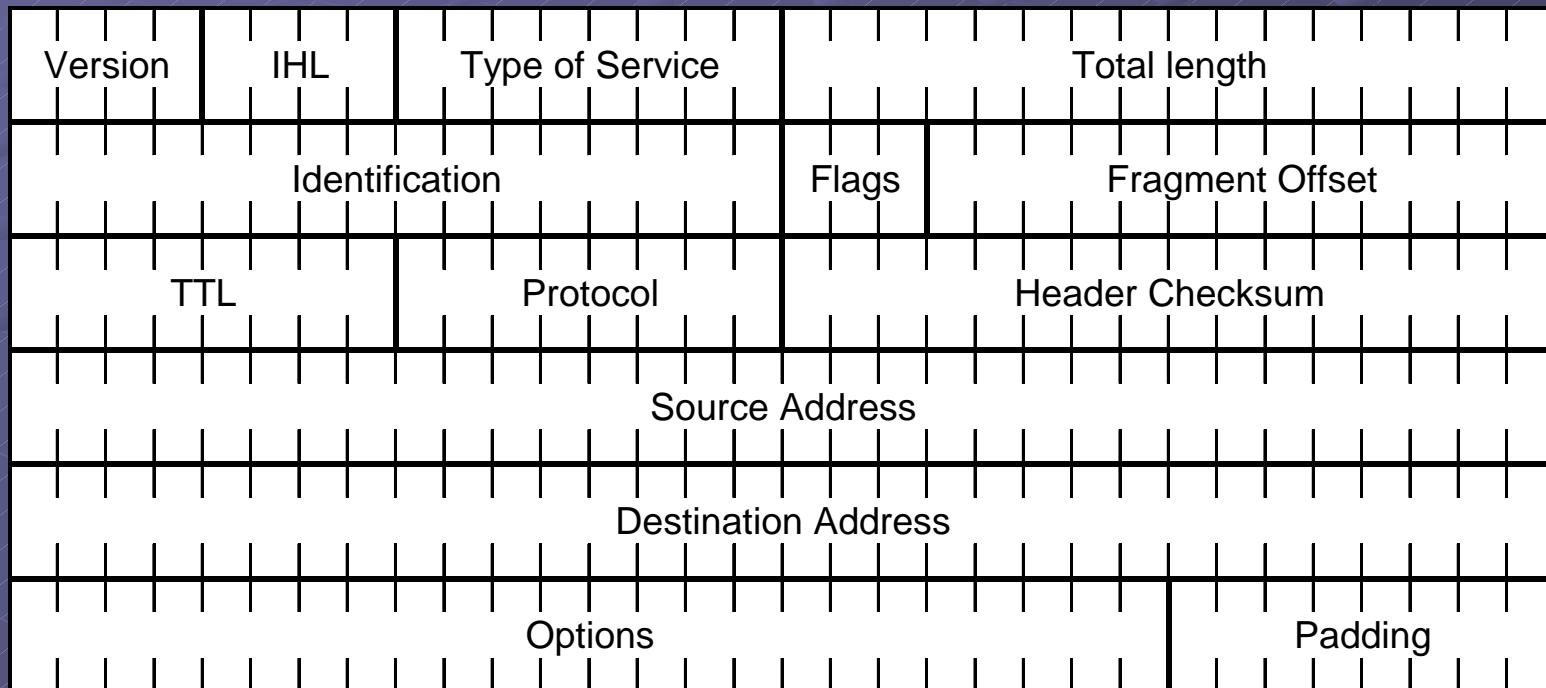 Version IHL Type of Service Total length
Identification Flags Fragment Offset
TTL Protocol Header Checksum
Source Address
Destination Address
Options Padding